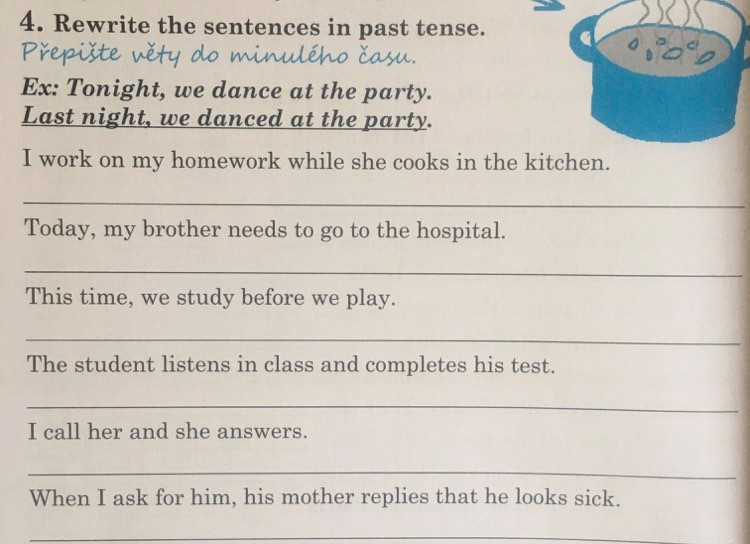 4. Rewrite the sentences in past tense.
Přepište věty do minulého času.
Ex: Tonight, we dance at the party.
Last night, we danced at the party.
I work on my homework while she cooks in the kitchen.
Today, my brother needs to go to the hospital.
This time, we study before we play.
The student listens in class and completes his test.
I call her and she answers.
When I ask for him, his mother replies that he looks sick.